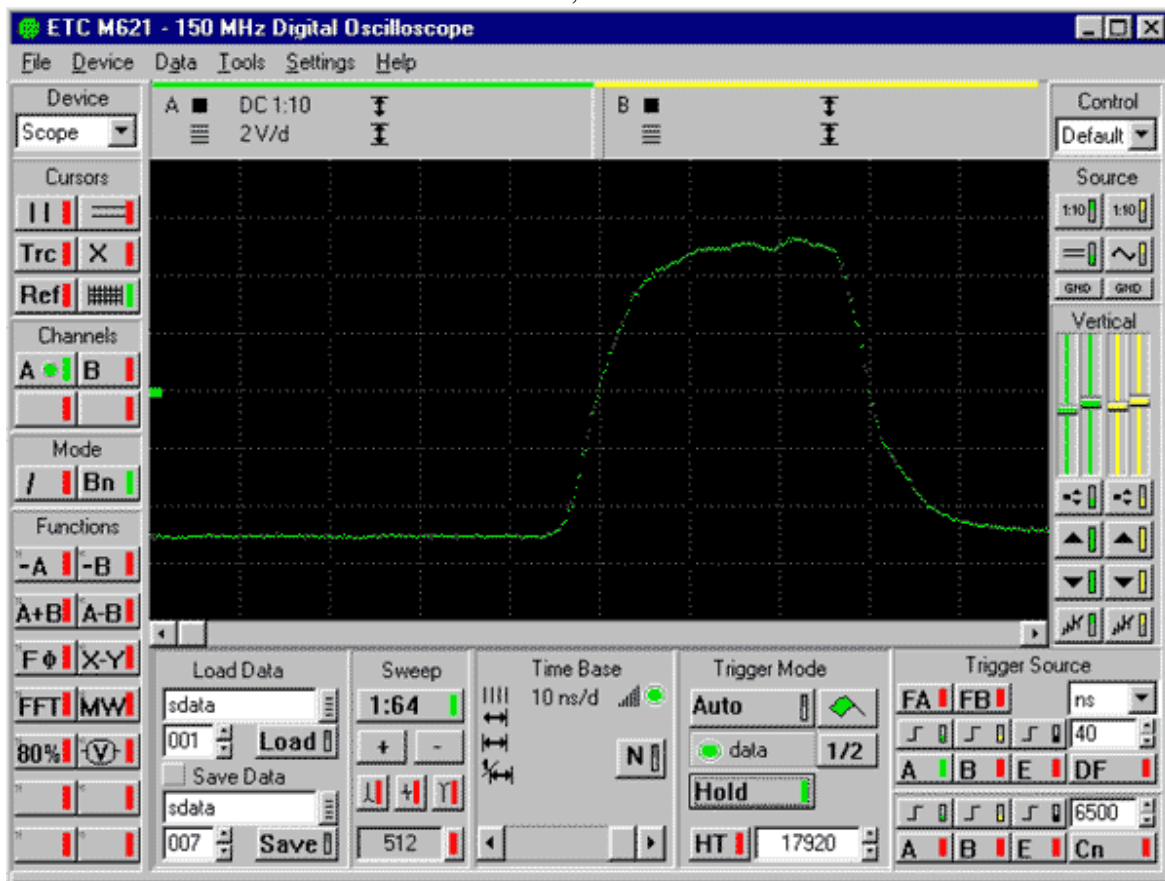 ETC M621 - 150 MHz Digital Oscilloscope
File Device Data Tools Settings Help
Device
Scope
A DC 1:10
2 V/d
B
Control
Default
Cursors
Trc X
Ref
Channels
A B
Mode
/ Bn
Functions
-A -B
A+B A-B
FΦ X-Y
FFT MW
80% V
Source
1:10 1:10
GND GND
Vertical
Load Data
sdata
001 Load
Save Data
sdata
007 Save
Sweep
1:64
+ -
512
Time Base
10 ns/d
N
Trigger Mode
Auto
data 1/2
Hold
HT 17920
Trigger Source
FA FB ns
40
A B E DF
6500
A B E Cn